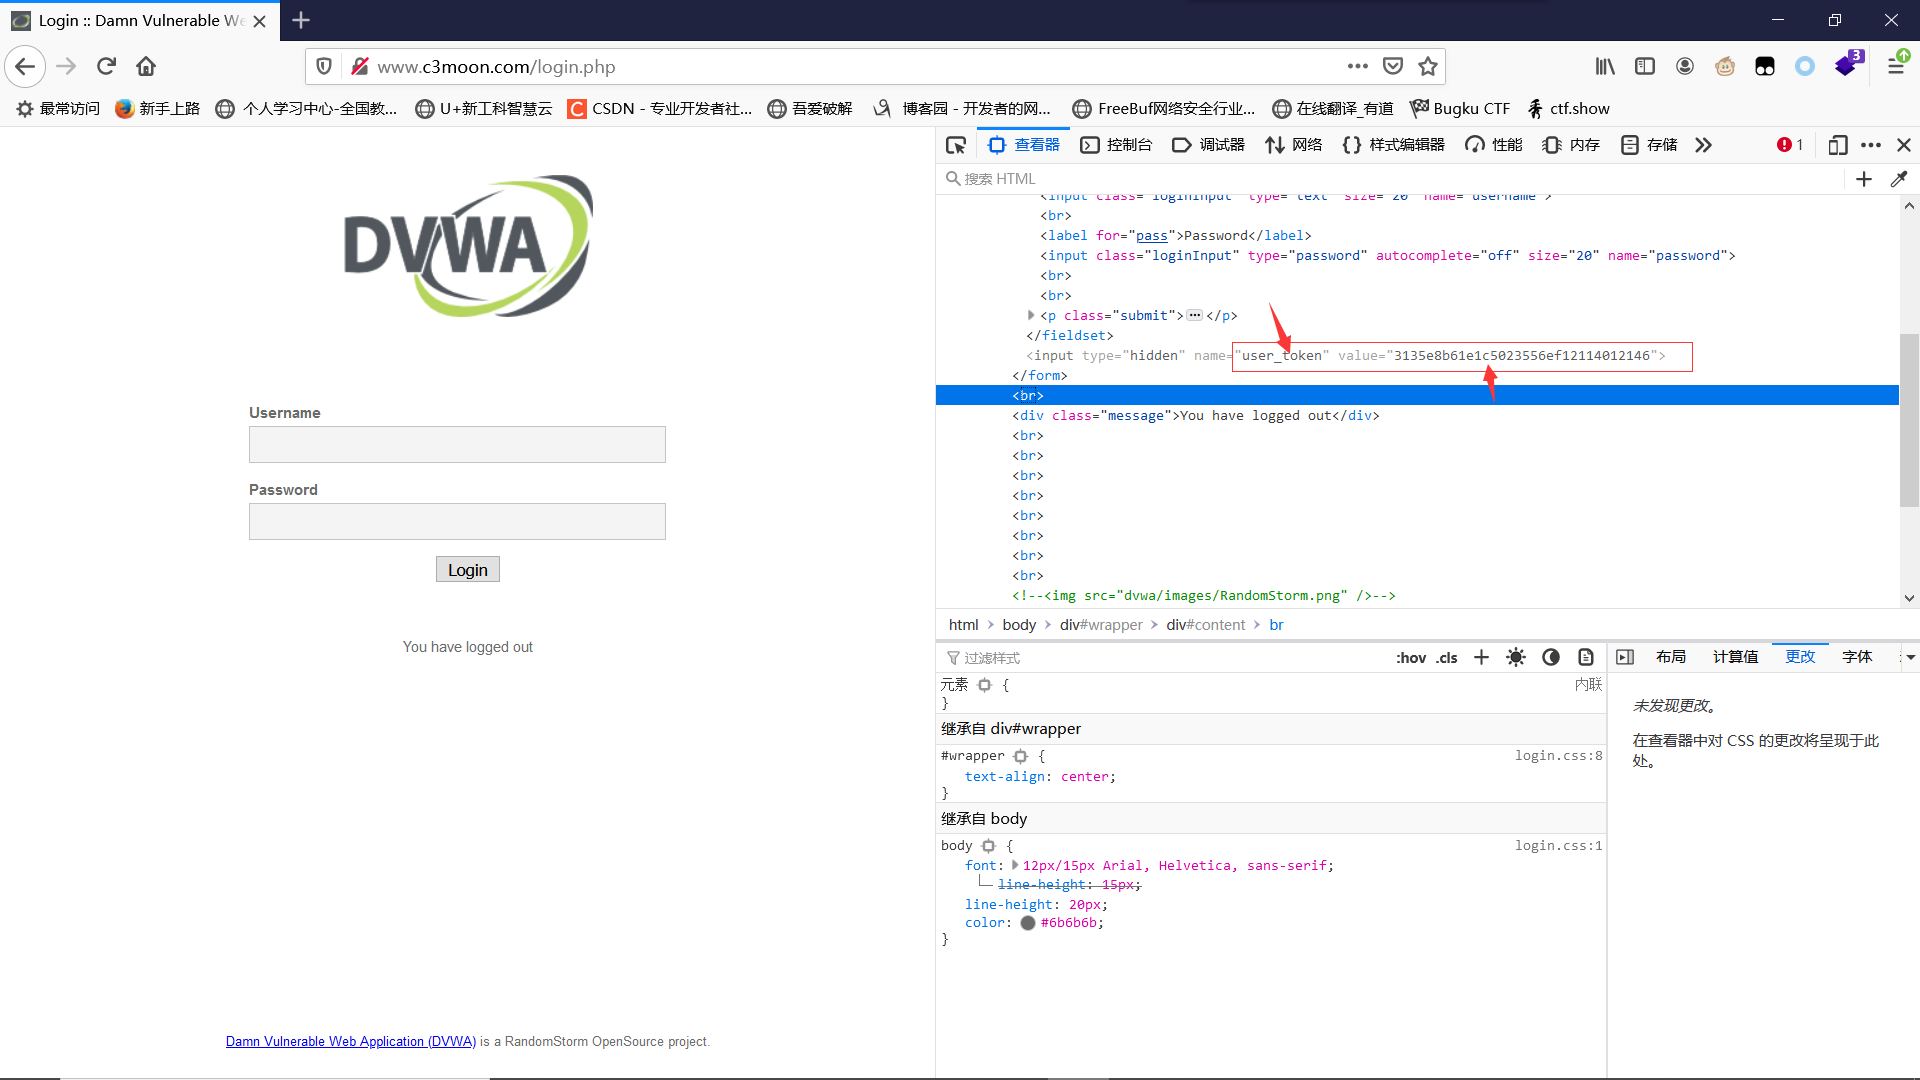 Login :: Damn Vulnerable We
www.c3moon.com/login.php
3
最常访问 新手上路 个人学习中心-全国教... U+新工科智慧云 CSDN - 专业开发者社... 吾爱破解 博客园 - 开发者的网... FreeBuf网络安全行业... 在线翻译_有道 Bugku CTF ctf.show
DVWA
Username
Password
Login
You have logged out
Damn Vulnerable Web Application (DVWA) is a RandomStorm OpenSource project.
查看器 控制台 调试器 网络 样式编辑器 性能 内存 存储 1
搜索 HTML
<input class="loginInput" type="text" size="20" name="username">
<br>
<label for="pass">Password</label>
<input class="loginInput" type="password" autocomplete="off" size="20" name="password">
<br>
<br>
<p class="submit"></p>
</fieldset>
<input type="hidden" name="user_token" value="3135e8b61e1c5023556ef12114012146">
</form>
<br>
<div class="message">You have logged out</div>
<br>
<br>
<br>
<br>
<br>
<br>
<br>
<br>
<!--<img src="dvwa/images/RandomStorm.png" />-->
html body div#wrapper div#content br
过滤样式 :hov .cls
元素 { 内联
}
继承自 div#wrapper
#wrapper { login.css:8
text-align: center;
}
继承自 body
body { login.css:1
font: 12px/15px Arial, Helvetica, sans-serif;
line-height: 15px;
line-height: 20px;
color: #6b6b6b;
}
布局 计算值 更改 字体
未发现更改。
在查看器中对 CSS 的更改将呈现于此
处。